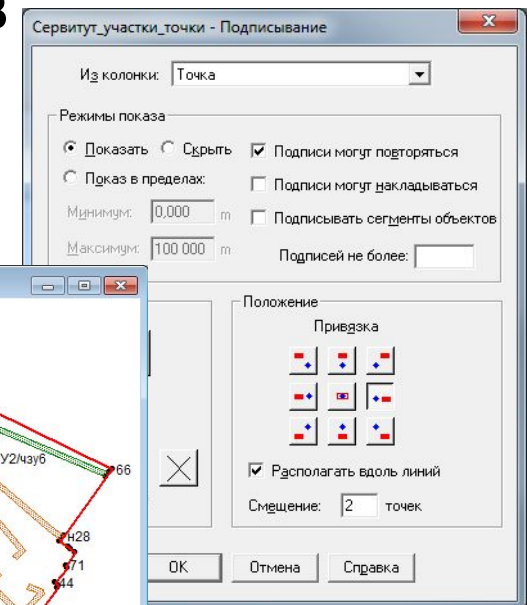 В
Сервитут_участки_точки - Подписывание
Из колонки: Точка
Режимы показа
Показать Скрыть
Показ в пределах:
Минимум: 0,000 m
Максимум: 100 000 m
Подписи могут повторяться
Подписи могут накладываться
Подписывать сегменты объектов
Подписей не более:
Положение
Привязка
Располагать вдоль линий
Смещение: 2 точек
ОК Отмена Справка
У2/чзу6
66
н28
71
44